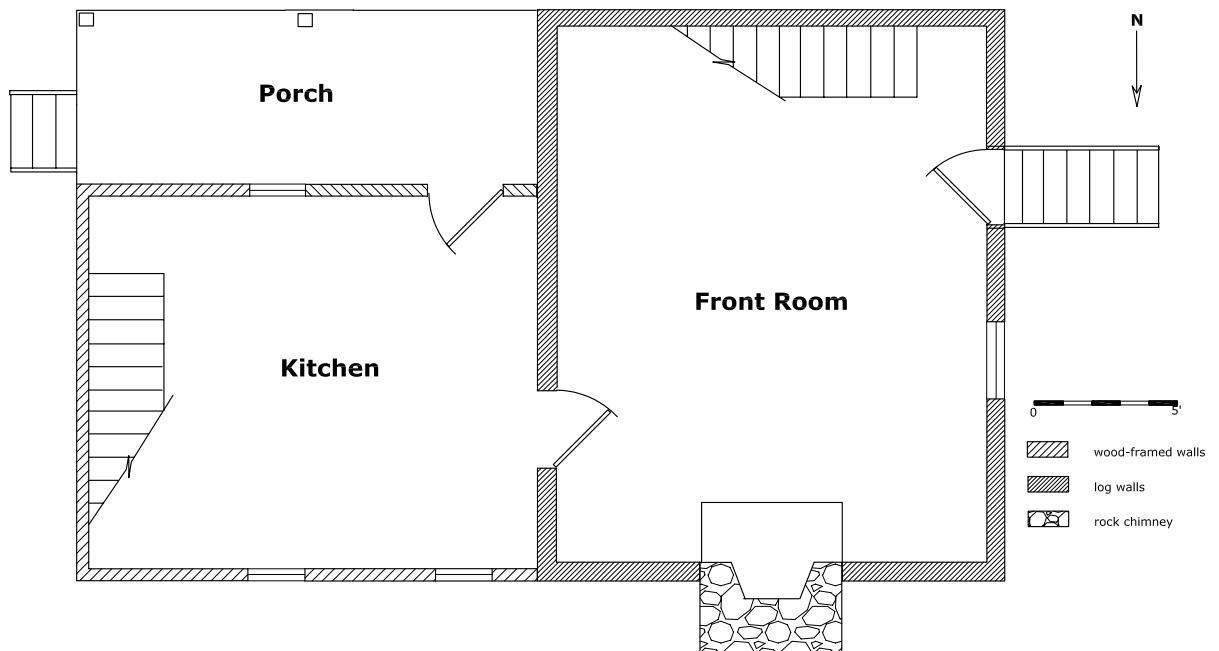 N
Porch
Front Room
Kitchen
0 5'
wood-framed walls
log walls
rock chimney